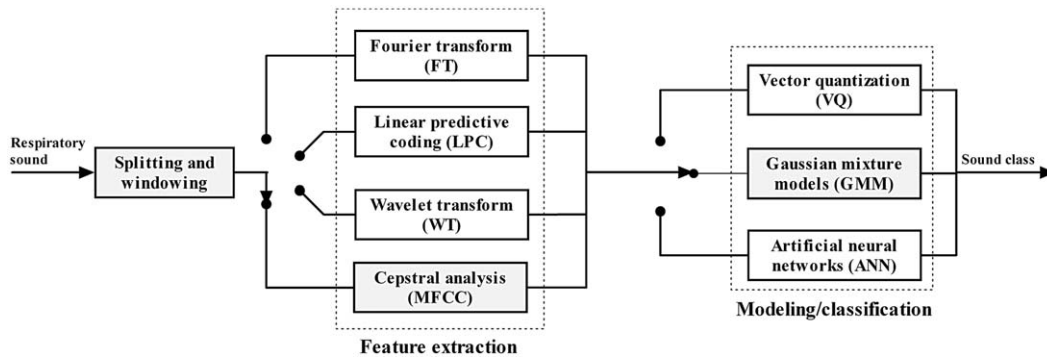 Respiratory
sound
Splitting and
windowing
Fourier transform
(FT)
Linear predictive
coding (LPC)
Wavelet transform
(WT)
Cepstral analysis
(MFCC)
Feature extraction
Vector quantization
(VQ)
Gaussian mixture
models (GMM)
Artificial neural
networks (ANN)
Modeling/classification
Sound class